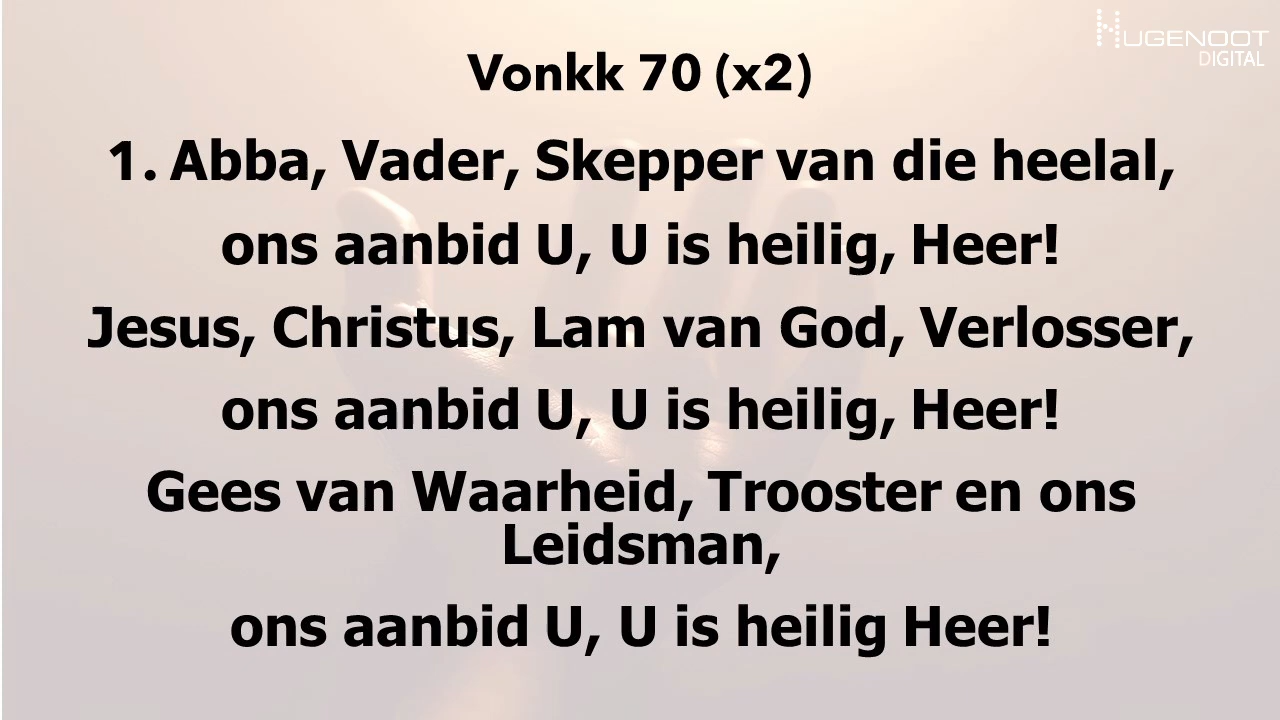 HUGENOOT
DIGITAL
Vonkk 70 (x2)
1. Abba, Vader, Skepper van die heelal,
ons aanbid U, U is heilig, Heer!
Jesus, Christus, Lam van God, Verlosser,
ons aanbid U, U is heilig, Heer!
Gees van Waarheid, Trooster en ons
Leidsman,
ons aanbid U, U is heilig Heer!